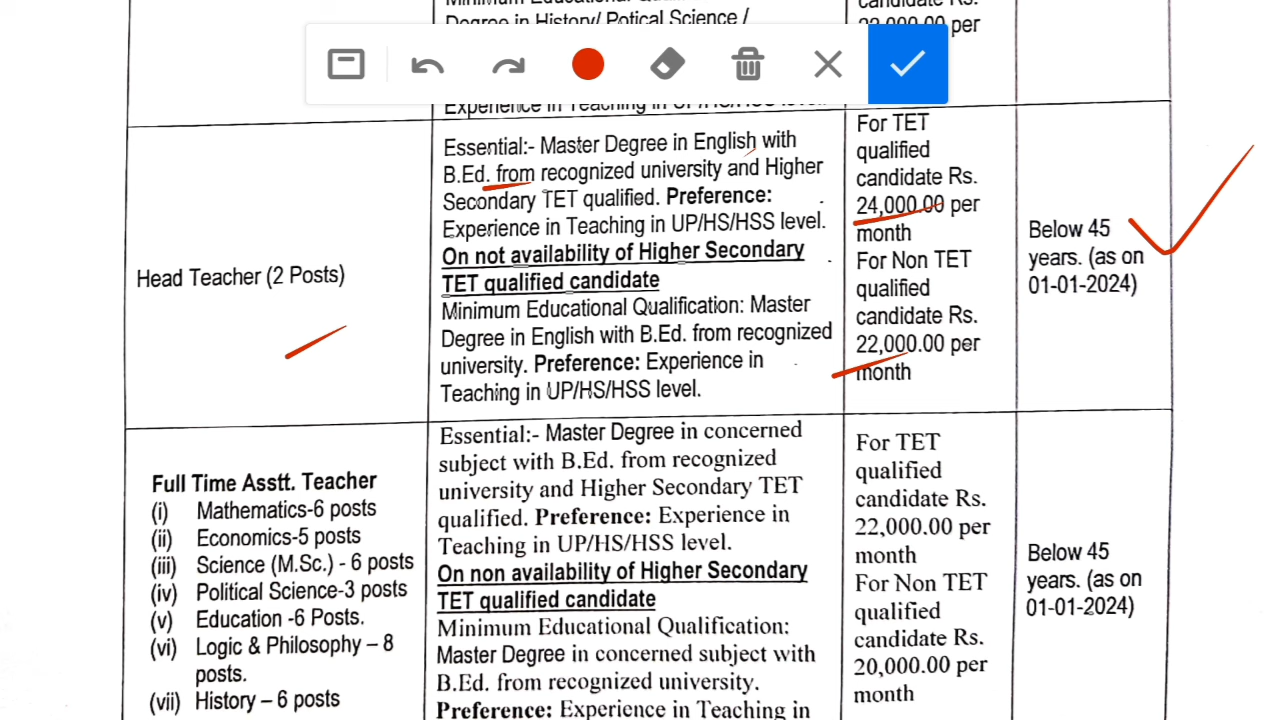 Degree in History/ Potical Science /
per
Experience in Teaching in UP/HS/HSS level.
Head Teacher (2 Posts)
Essential:- Master Degree in English with
B.Ed. from recognized university and Higher
Secondary TET qualified. Preference:
Experience in Teaching in UP/HS/HSS level.
On not availability of Higher Secondary
TET qualified candidate
Minimum Educational Qualification: Master
Degree in English with B.Ed. from recognized
university. Preference: Experience in
Teaching in UP/HS/HSS level.
For TET
qualified
candidate Rs.
24,000.00 per
month
For Non TET
qualified
candidate Rs.
22,000.00 per
month
Below 45
years. (as on
01-01-2024)
Full Time Asstt. Teacher
(i) Mathematics-6 posts
(ii) Economics-5 posts
(iii) Science (M.Sc.) - 6 posts
(iv) Political Science-3 posts
(v) Education -6 Posts.
(vi) Logic & Philosophy – 8
posts.
(vii) History – 6 posts
Essential:- Master Degree in concerned
subject with B.Ed. from recognized
university and Higher Secondary TET
qualified. Preference: Experience in
Teaching in UP/HS/HSS level.
On non availability of Higher Secondary
TET qualified candidate
Minimum Educational Qualification:
Master Degree in concerned subject with
B.Ed. from recognized university.
Preference: Experience in Teaching in
For TET
qualified
candidate Rs.
22,000.00 per
month
For Non TET
qualified
candidate Rs.
20,000.00 per
month
Below 45
years. (as on
01-01-2024)